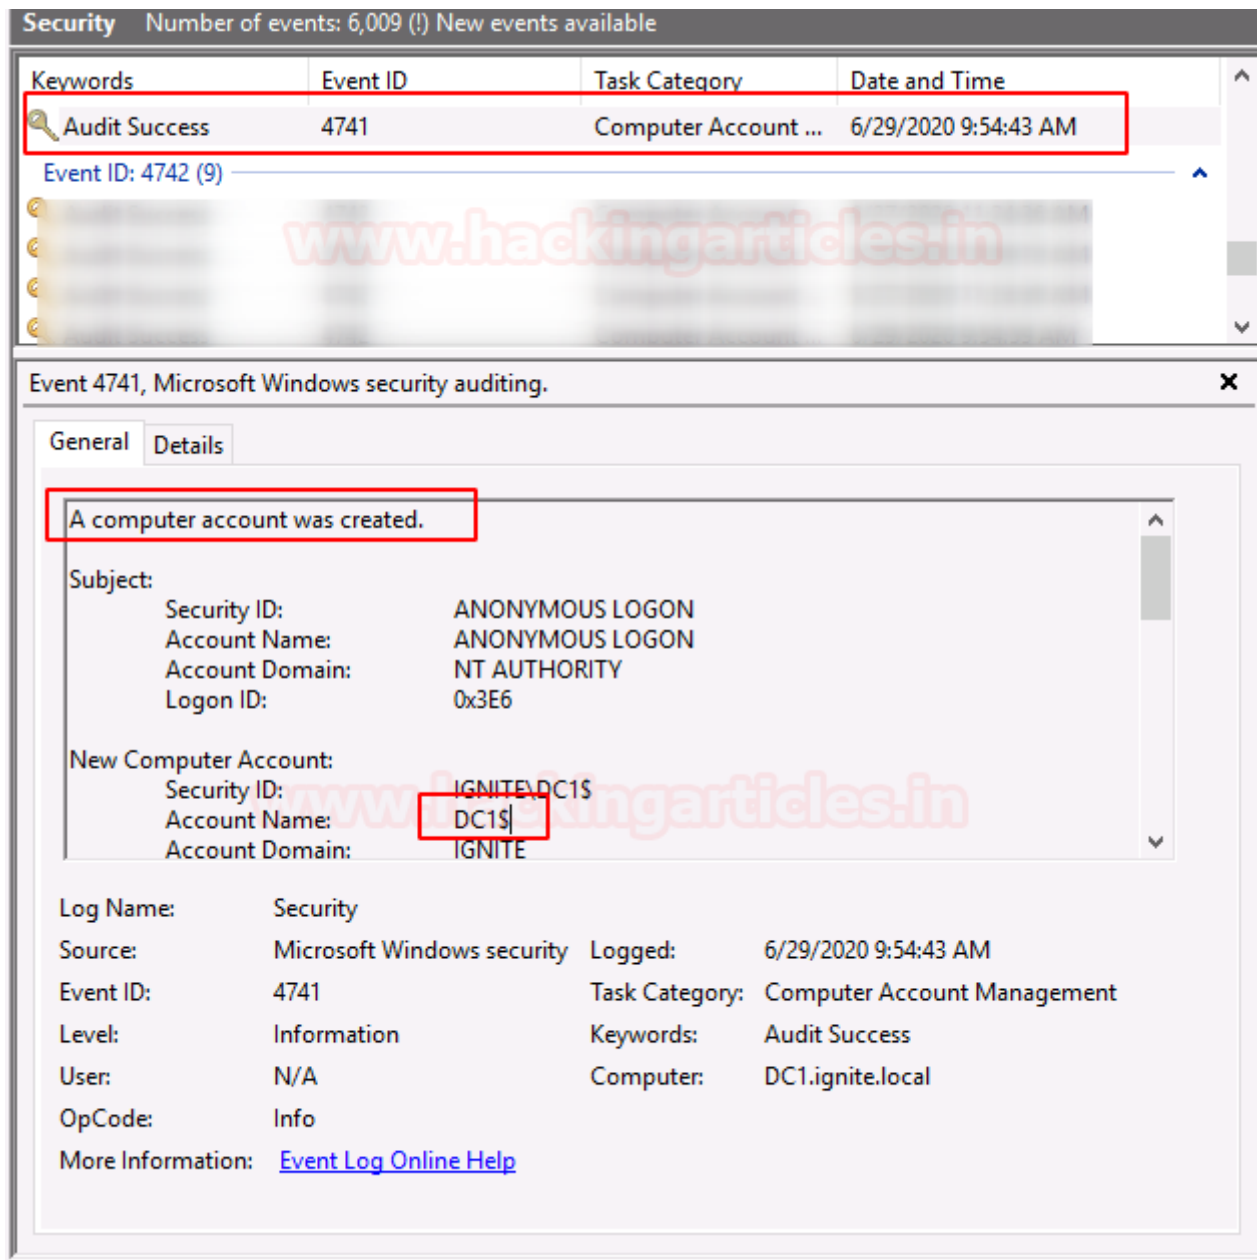 Security Number of events: 6,009 (!) New events available
Keywords Event ID Task Category Date and Time
Audit Success 4741 Computer Account ... 6/29/2020 9:54:43 AM
Event ID: 4742 (9)
www.hackingarticles.in
Event 4741, Microsoft Windows security auditing.
General Details
A computer account was created.
Subject:
Security ID: ANONYMOUS LOGON
Account Name: ANONYMOUS LOGON
Account Domain: NT AUTHORITY
Logon ID: 0x3E6
New Computer Account:
Security ID: IGNITE\DC1$
www.hackingarticles.in
Account Name: DC1$
Account Domain: IGNITE
Log Name: Security
Source: Microsoft Windows security Logged: 6/29/2020 9:54:43 AM
Event ID: 4741 Task Category: Computer Account Management
Level: Information Keywords: Audit Success
User: N/A Computer: DC1.ignite.local
OpCode: Info
More Information: Event Log Online Help